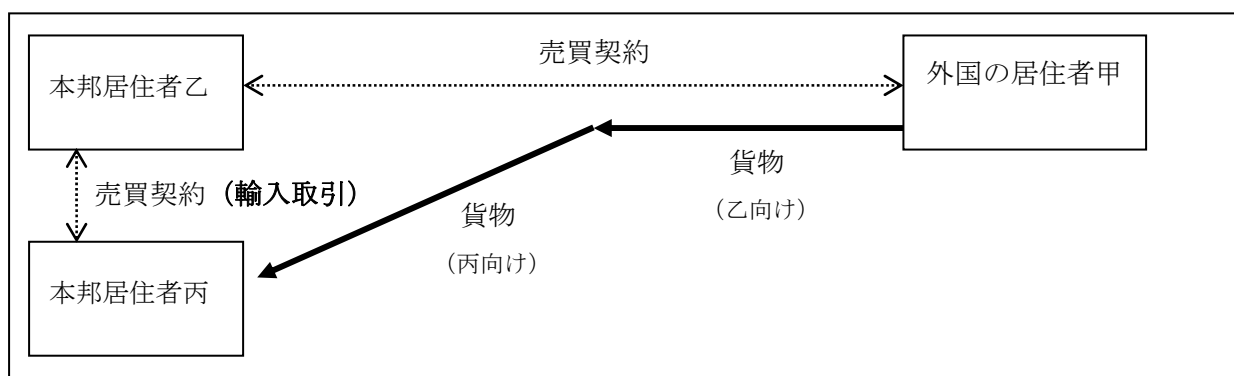 売買契約
本邦居住者乙
外国の居住者甲
貨物
（乙向け）
売買契約（輸入取引）
貨物
（丙向け）
本邦居住者丙